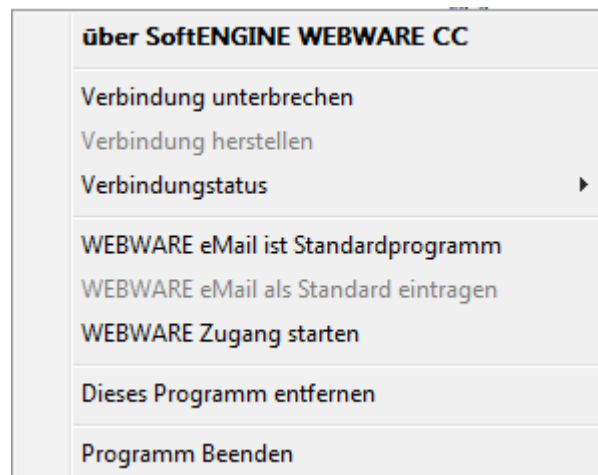 über SoftENGINE WEBWARE CC
Verbindung unterbrechen
Verbindung herstellen
Verbindungstatus
WEBWARE eMail ist Standardprogramm
WEBWARE eMail als Standard eintragen
WEBWARE Zugang starten
Dieses Programm entfernen
Programm Beenden